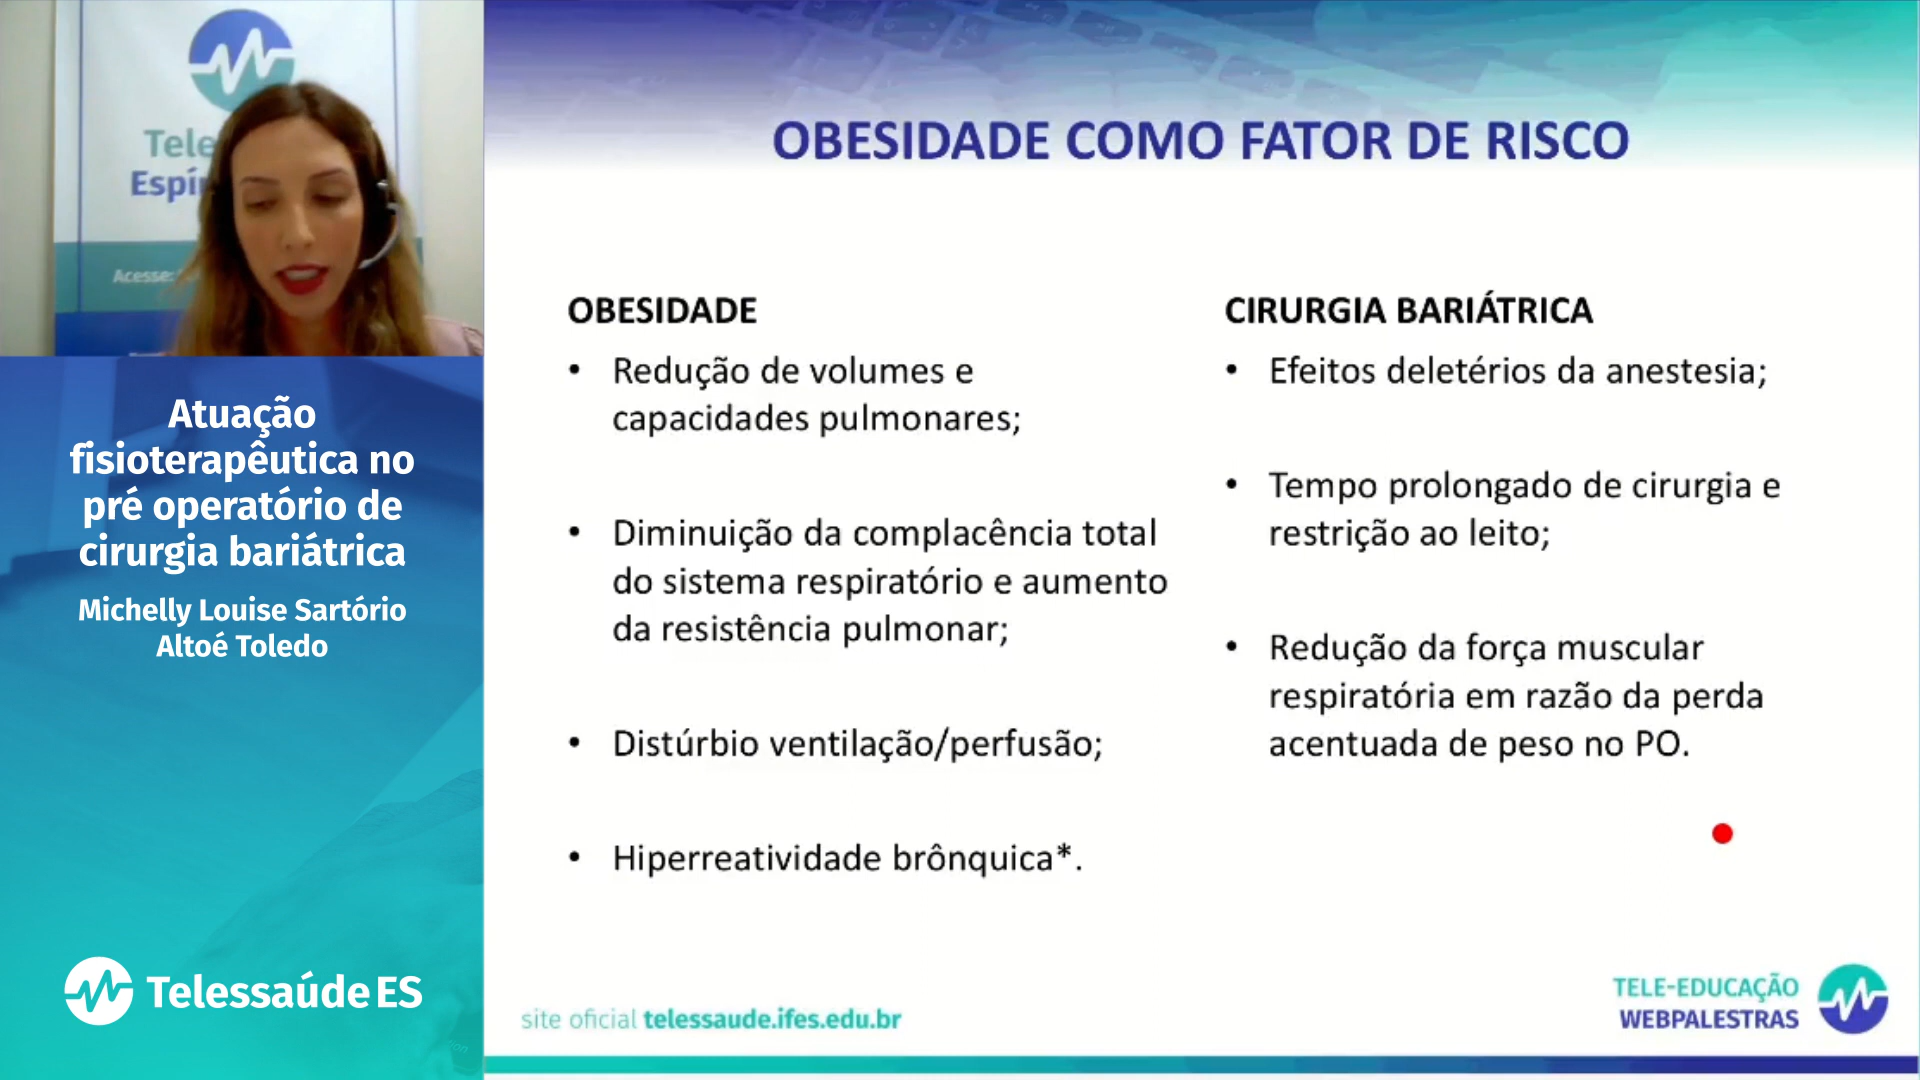 Tele
Espí
Acesse:
Atuação
fisioterapêutica no
pré operatório de
cirurgia bariátrica
Michelly Louise Sartório
Altoé Toledo
TelessaúdeES
OBESIDADE COMO FATOR DE RISCO
OBESIDADE
• Redução de volumes e
capacidades pulmonares;
• Diminuição da complacência total
do sistema respiratório e aumento
da resistência pulmonar;
• Distúrbio ventilação/perfusão;
• Hiperreatividade brônquica*.
CIRURGIA BARIÁTRICA
• Efeitos deletérios da anestesia;
• Tempo prolongado de cirurgia e
restrição ao leito;
• Redução da força muscular
respiratória em razão da perda
acentuada de peso no PO.
site oficial telessaude.ifes.edu.br
TELE-EDUCAÇÃO
WEBPALESTRAS